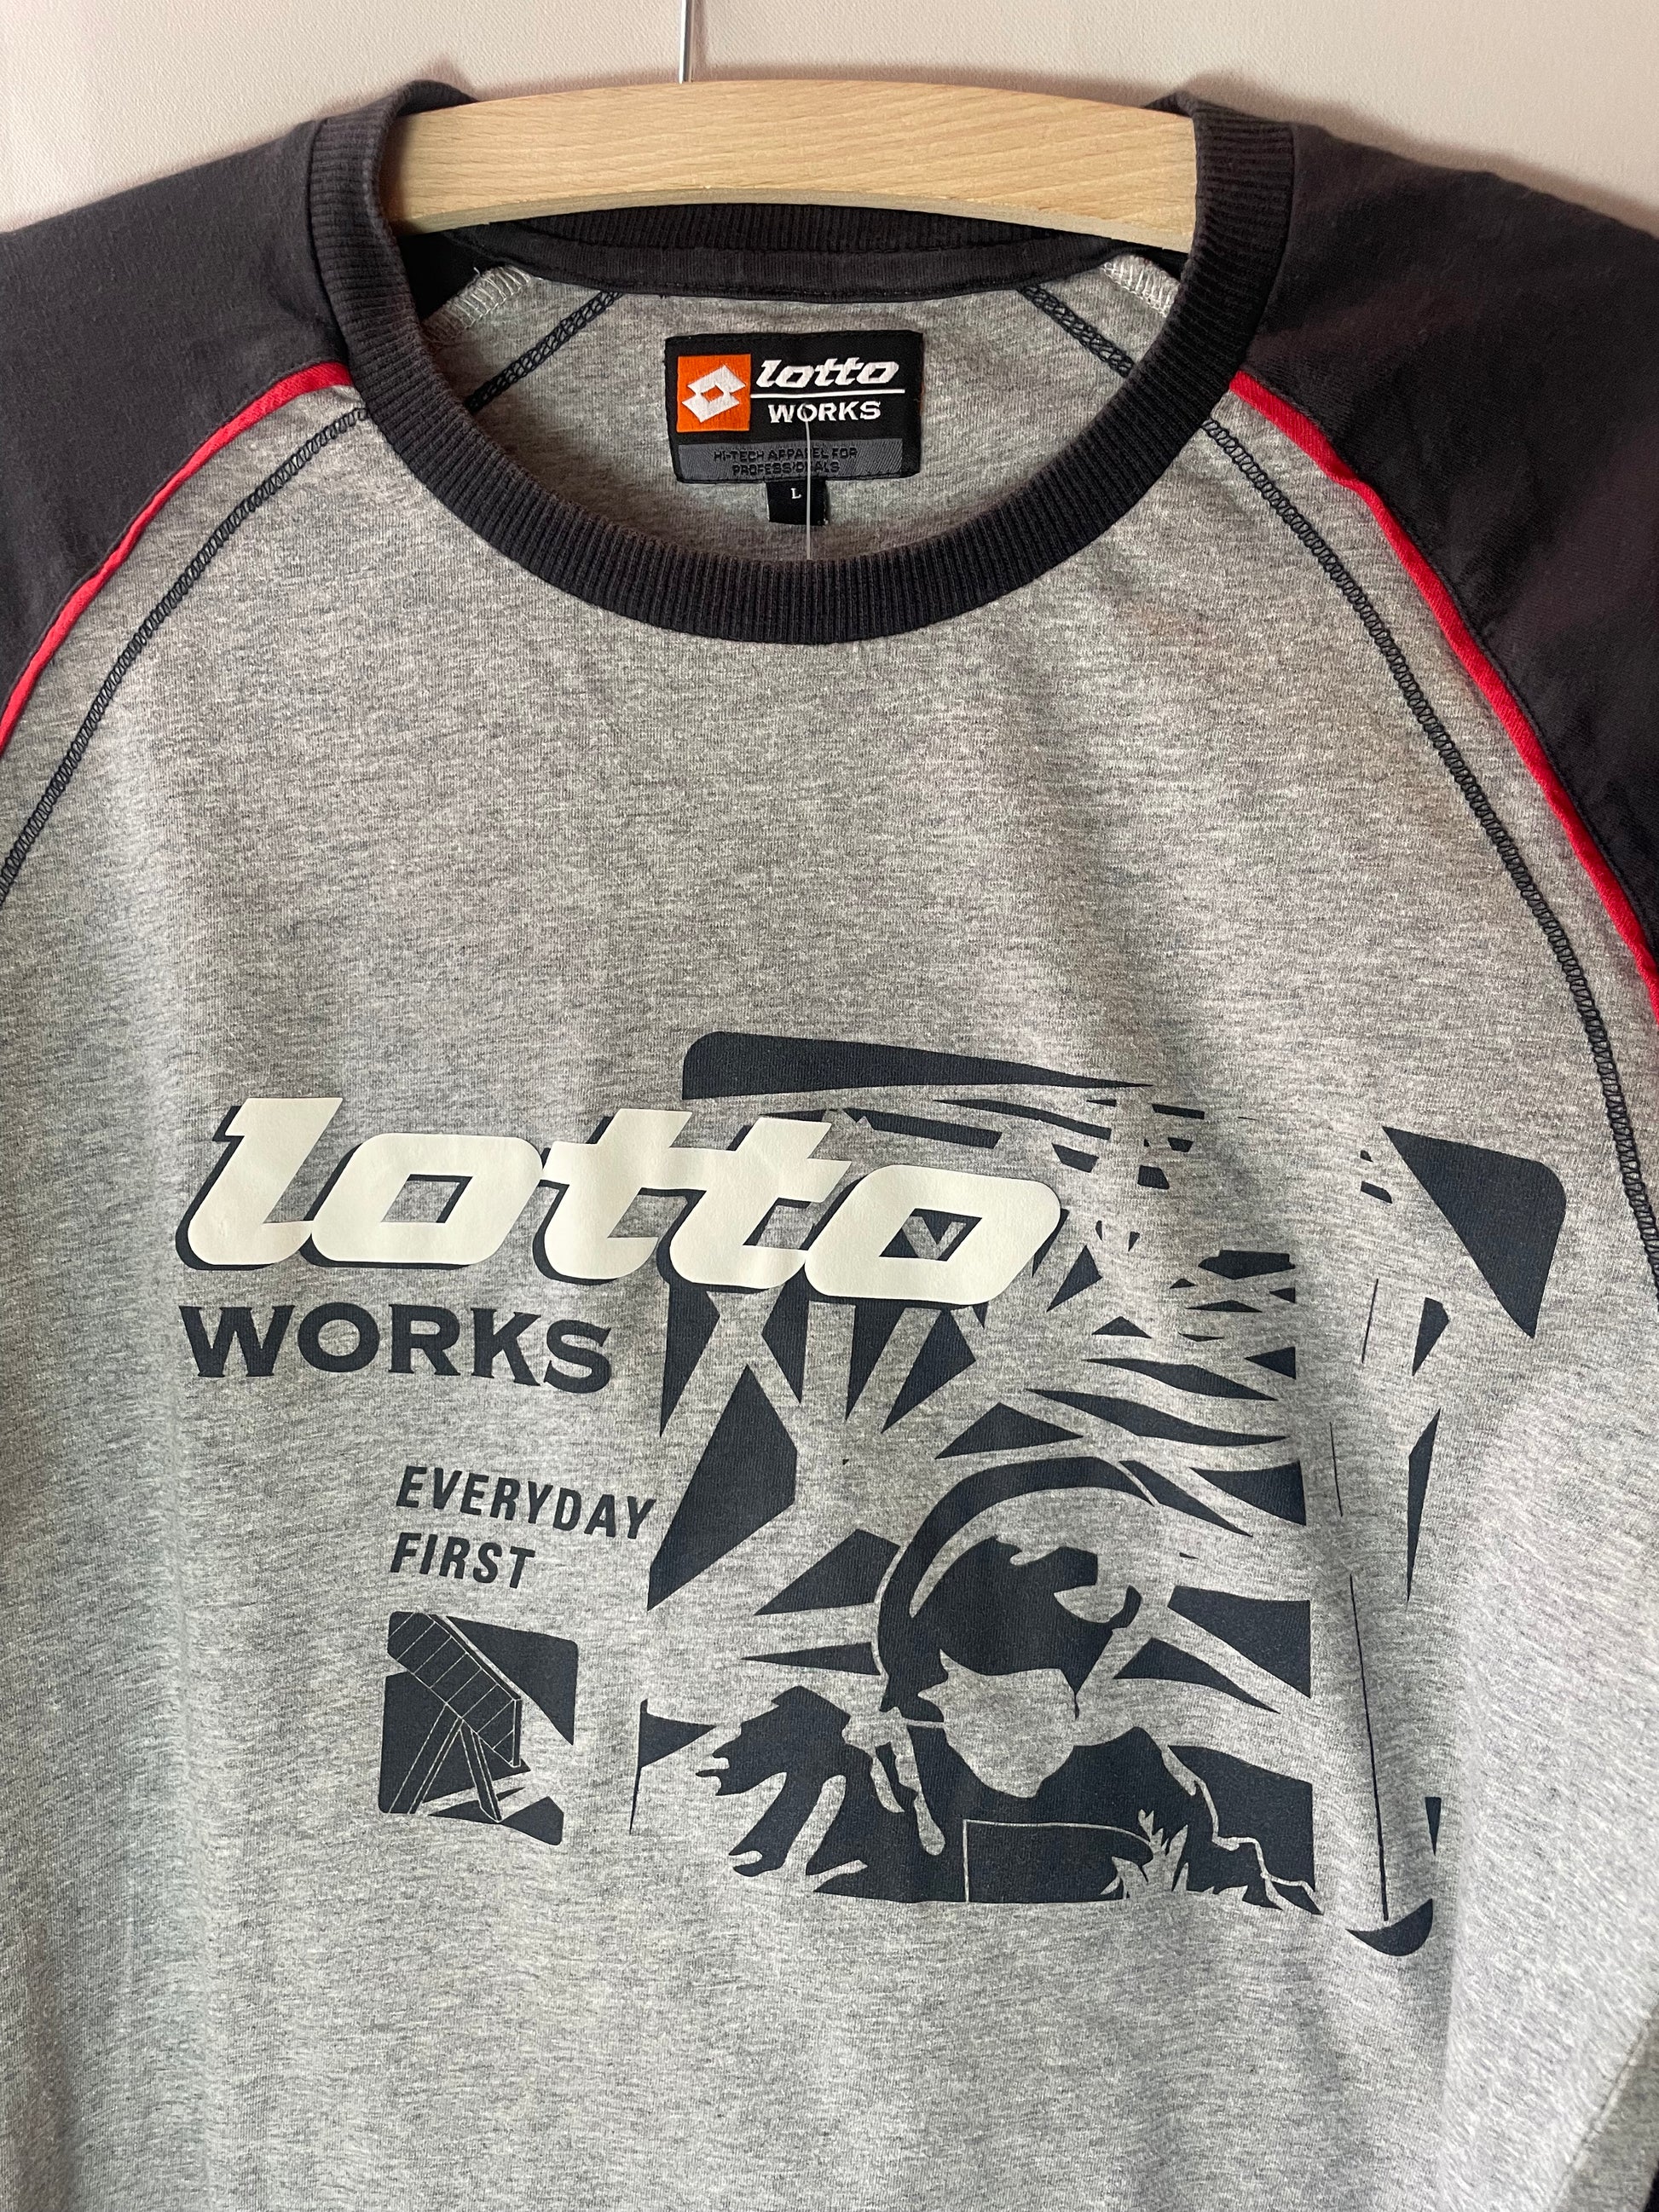 lotto
WORKS
HI-TECH APPAREL FOR
PROFESSIONALS
L
lotto
WORKS
EVERYDAY
FIRST